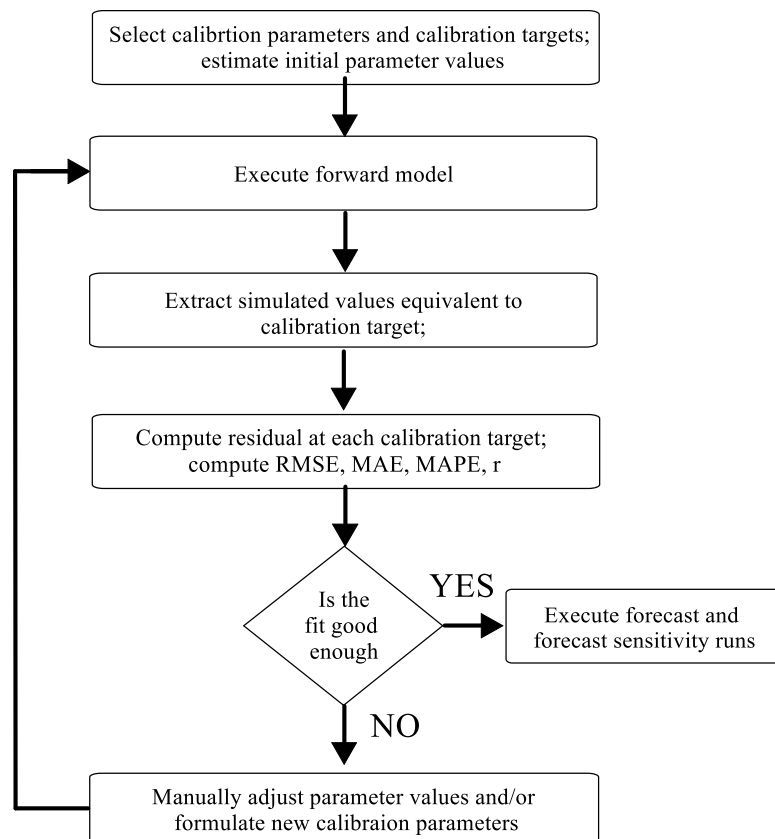 Select calibrtion parameters and calibration targets;
estimate initial parameter values
Execute forward model
Extract simulated values equivalent to
calibration target;
Compute residual at each calibration target;
compute RMSE, MAE, MAPE, r
Is the
fit good
enough
YES
Execute forecast and
forecast sensitivity runs
NO
Manually adjust parameter values and/or
formulate new calibraion parameters